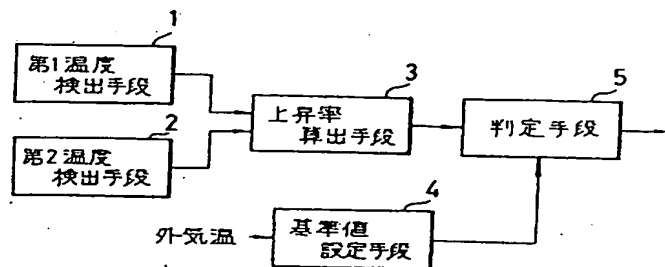 1
第1温度
検出手段
2
第2温度
検出手段
3
上昇率
算出手段
5
判定手段
4
外気温
基準値
設定手段